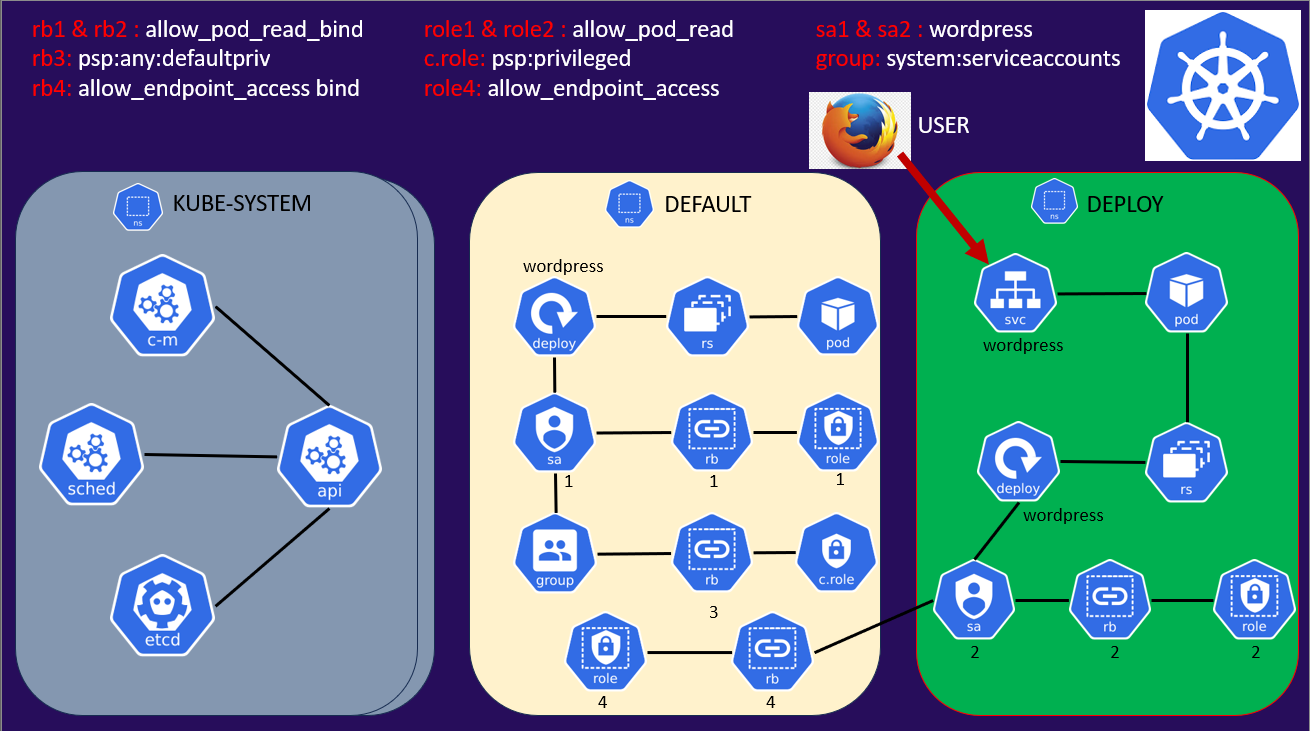 rb1 & rb2 : allow_pod_read_bind
rb3: psp:any:defaultpriv
rb4: allow_endpoint_access bind
role1 & role2 : allow_pod_read
c.role: psp:privileged
role4: allow_endpoint_access
sa1 & sa2 : wordpress
group: system:serviceaccounts
USER
ns
KUBE-SYSTEM
c-m
sched
api
etcd
ns
DEFAULT
wordpress
deploy
rs
pod
sa
rb
role
1
1
1
group
rb
c.role
3
role
rb
4
4
ns
DEPLOY
svc
pod
wordpress
deploy
rs
wordpress
sa
rb
role
2
2
2